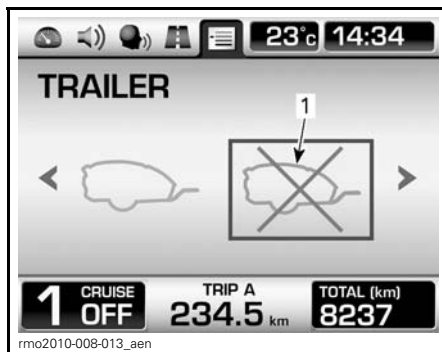 23°c 14:34
TRAILER
1
1 CRUISE OFF
TRIP A
234.5 km
TOTAL (km)
8237
rmo2010-008-013_aen